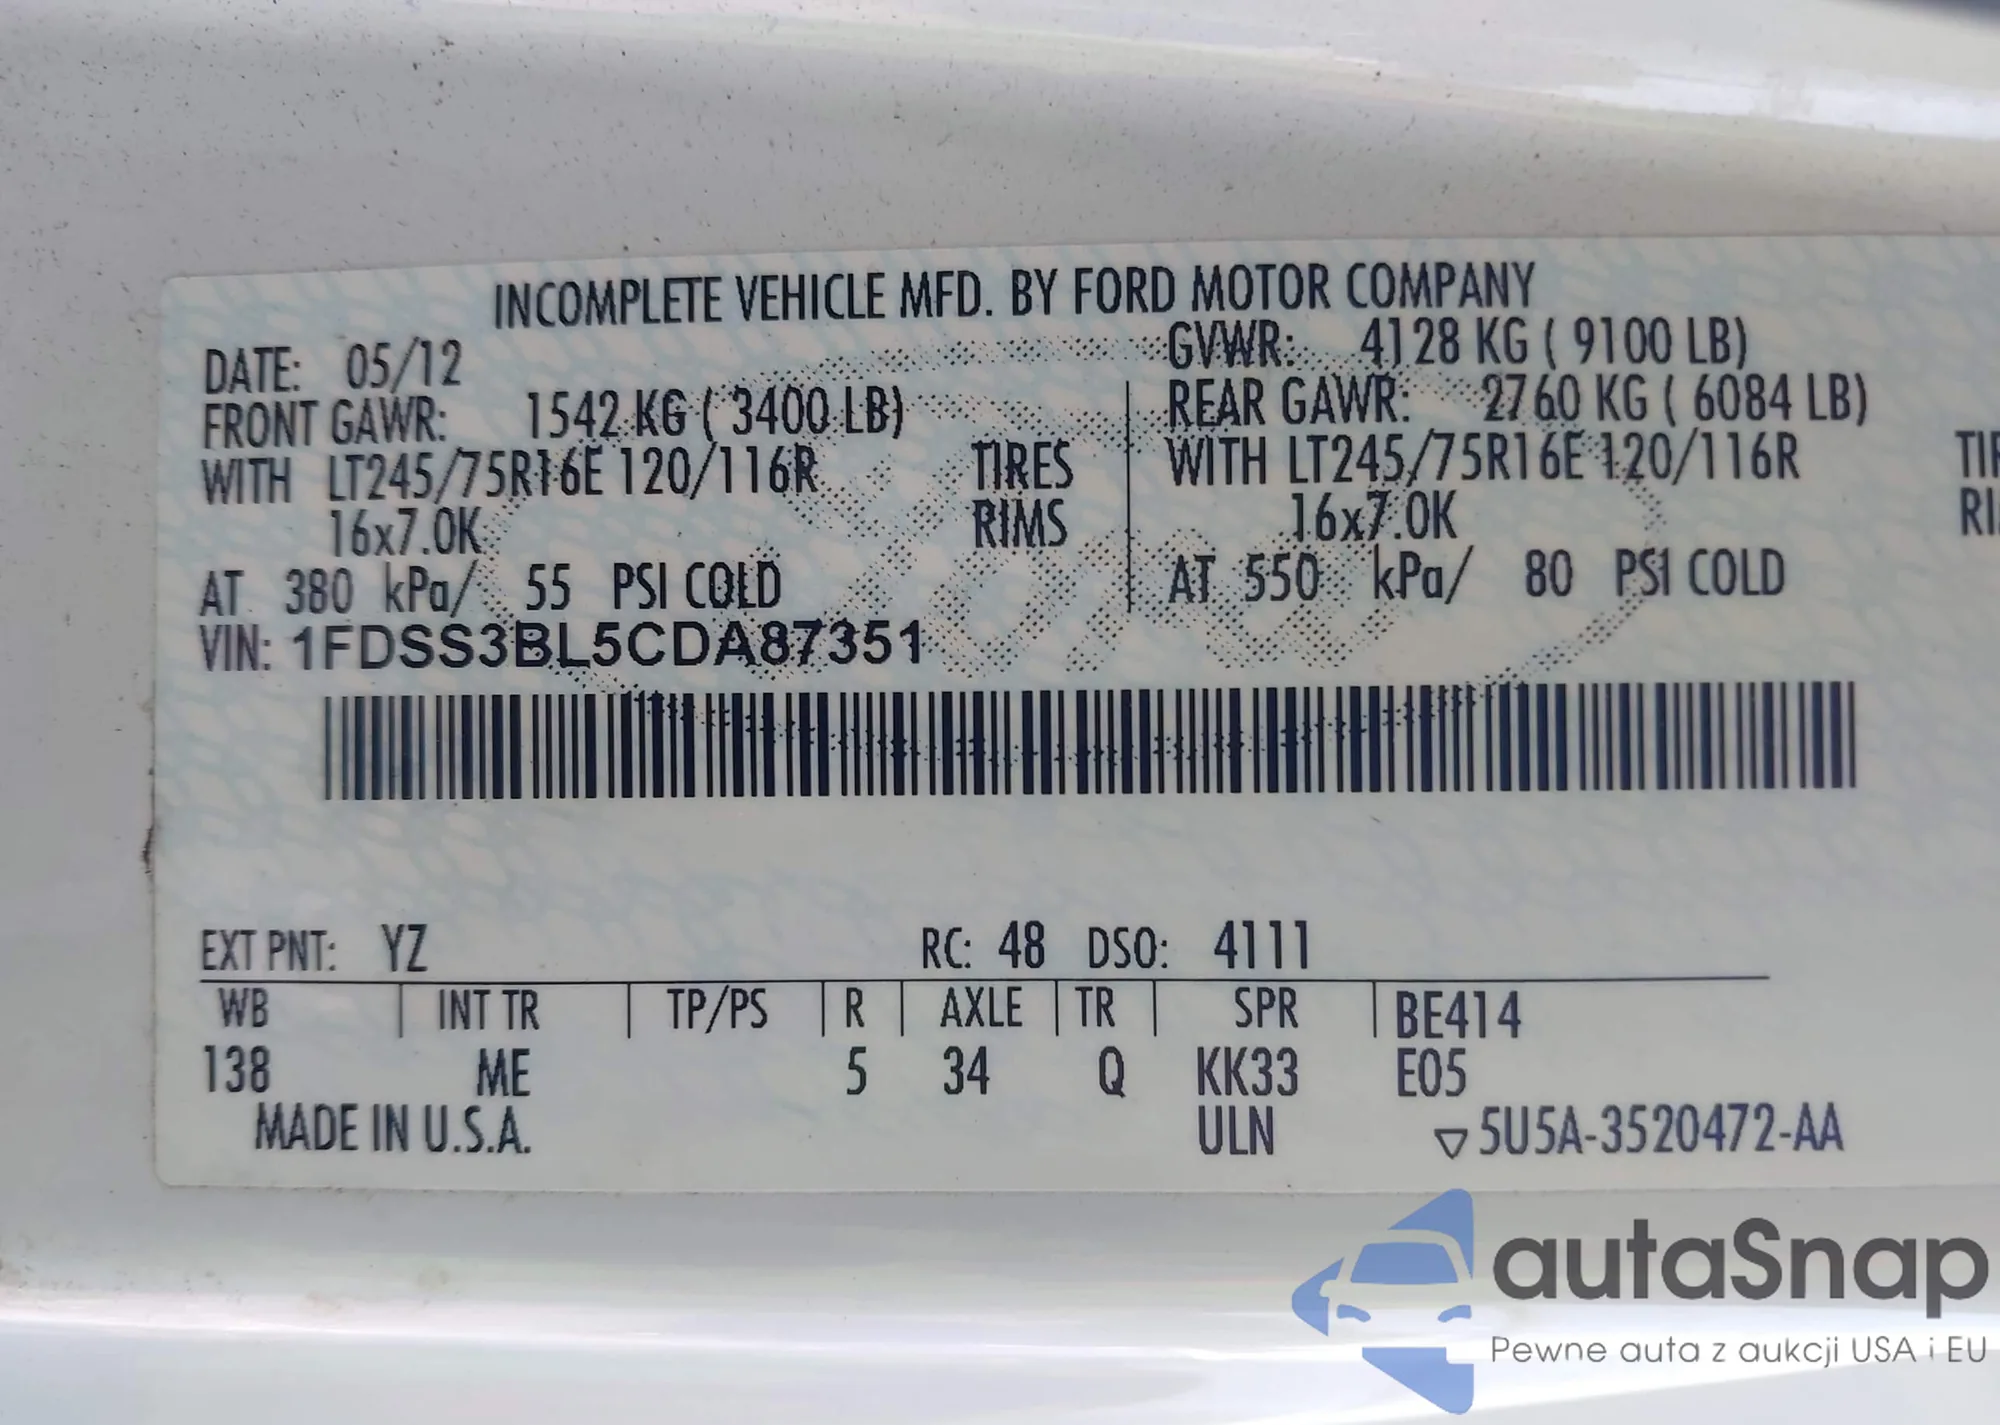 INCOMPLETE VEHICLE MFD. BY FORD MOTOR COMPANY
DATE: 05/12 GVWR: 4128 KG ( 9100 LB)
FRONT GAWR: 1542 KG ( 3400 LB) REAR GAWR: 2760 KG ( 6084 LB)
WITH LT245/75R16E 120/116R TIRES WITH LT245/75R16E 120/116R
16x7.0K RIMS 16x7.0K
AT 380 kPa/ 55 PSI COLD AT 550 kPa/ 80 PSI COLD
VIN: 1FDSS3BL5CDA87351
EXT PNT: YZ RC: 48 DSO: 4111
WB INT TR TP/PS R AXLE TR SPR BE414
138 ME 5 34 Q KK33 E05
MADE IN U.S.A. ULN ▽5U5A-3520472-AA
autaSnap
Pewne auta z aukcji USA i EU